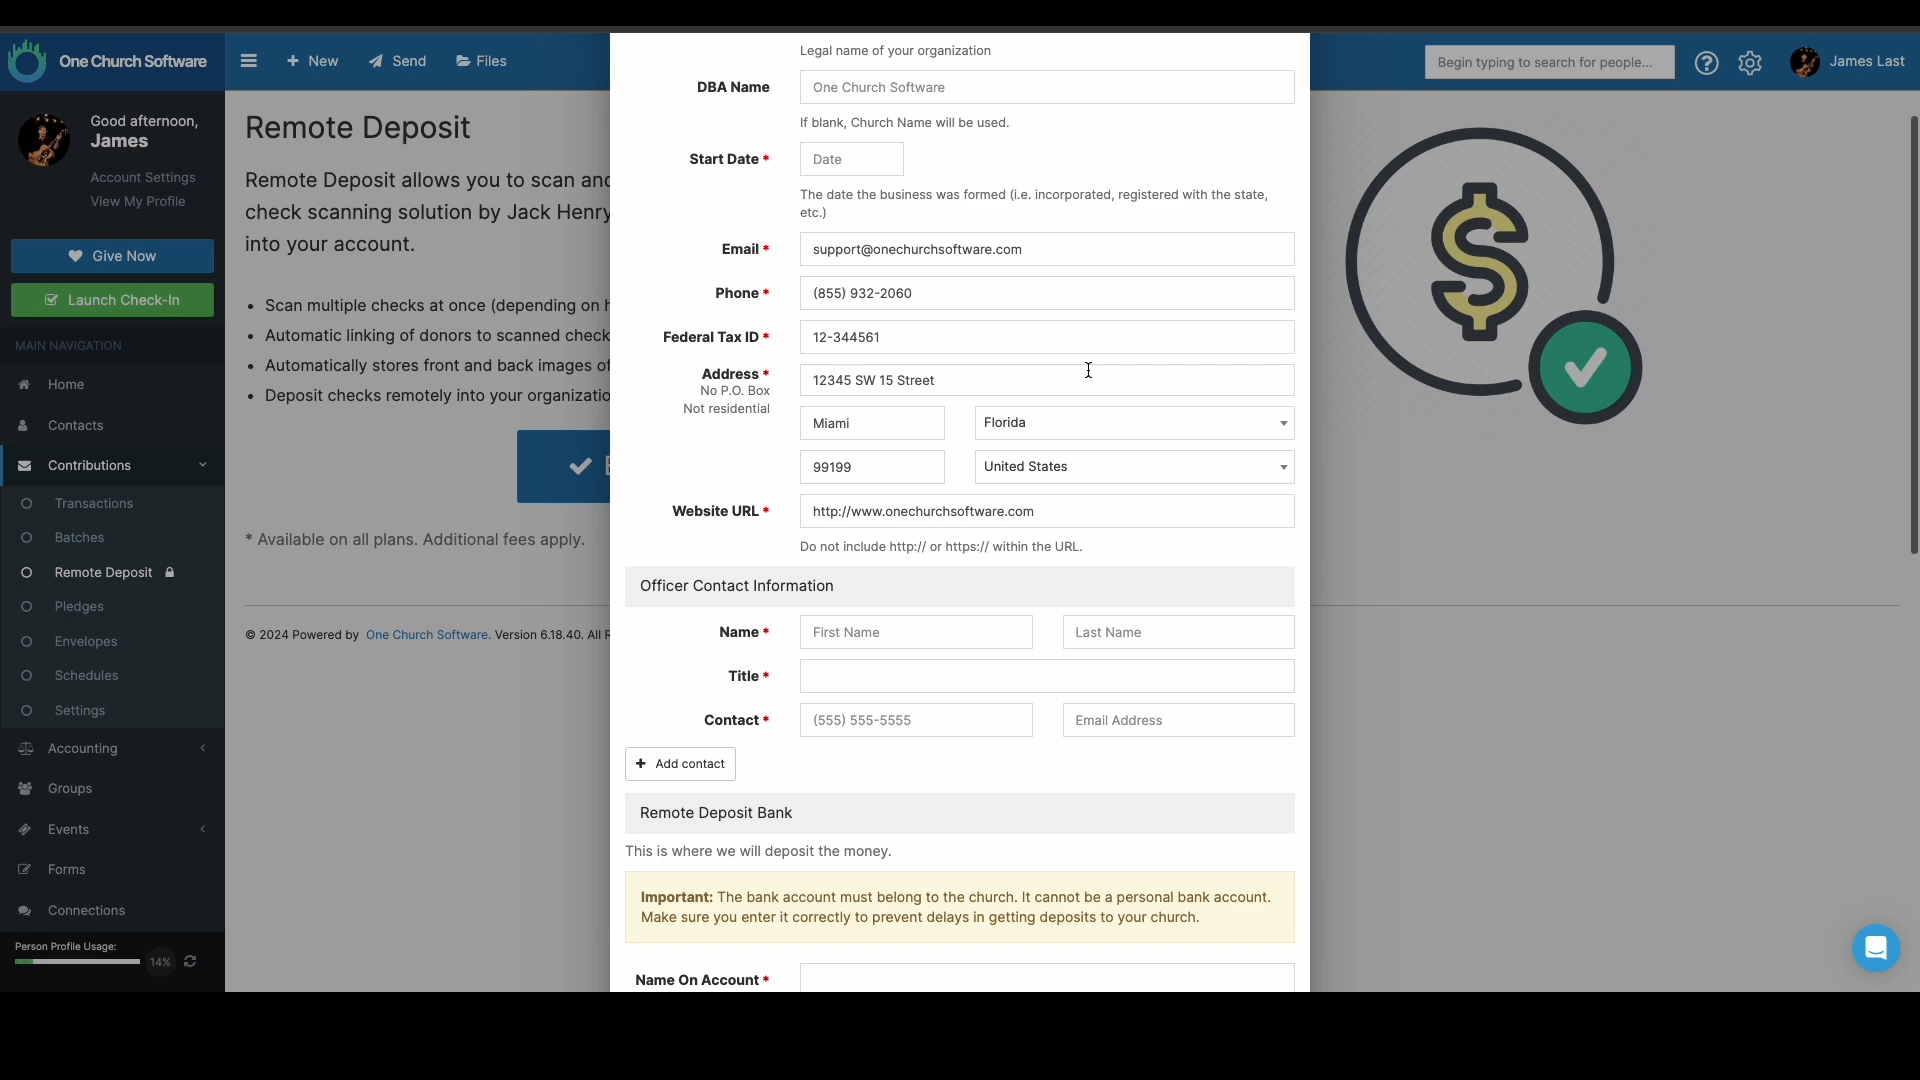 One Church Software
New
Send
Files
Begin typing to search for people...
James Last
Good afternoon,
James
Account Settings
View My Profile
Give Now
Launch Check-In
MAIN NAVIGATION
Home
Contacts
Contributions
Transactions
Batches
Remote Deposit
Pledges
Envelopes
Schedules
Settings
Accounting
Groups
Events
Forms
Connections
Person Profile Usage:
14%
Remote Deposit
Remote Deposit allows you to scan and
check scanning solution by Jack Henry
into your account.
• Scan multiple checks at once (depending on
• Automatic linking of donors to scanned check
• Automatically stores front and back images of
• Deposit checks remotely into your organizatio
* Available on all plans. Additional fees apply.
© 2024 Powered by One Church Software. Version 6.18.40. All R
Legal name of your organization
DBA Name
One Church Software
If blank, Church Name will be used.
Start Date *
Date
The date the business was formed (i.e. incorporated, registered with the state,
etc.)
Email *
support@onechurchsoftware.com
Phone *
(855) 932-2060
Federal Tax ID *
12-344561
Address *
No P.O. Box
Not residential
12345 SW 15 Street
Miami
Florida
99199
United States
Website URL *
http://www.onechurchsoftware.com
Do not include http:// or https:// within the URL.
Officer Contact Information
Name *
First Name
Last Name
Title *
Contact *
(555) 555-5555
Email Address
+ Add contact
Remote Deposit Bank
This is where we will deposit the money.
Important: The bank account must belong to the church. It cannot be a personal bank account.
Make sure you enter it correctly to prevent delays in getting deposits to your church.
Name On Account *